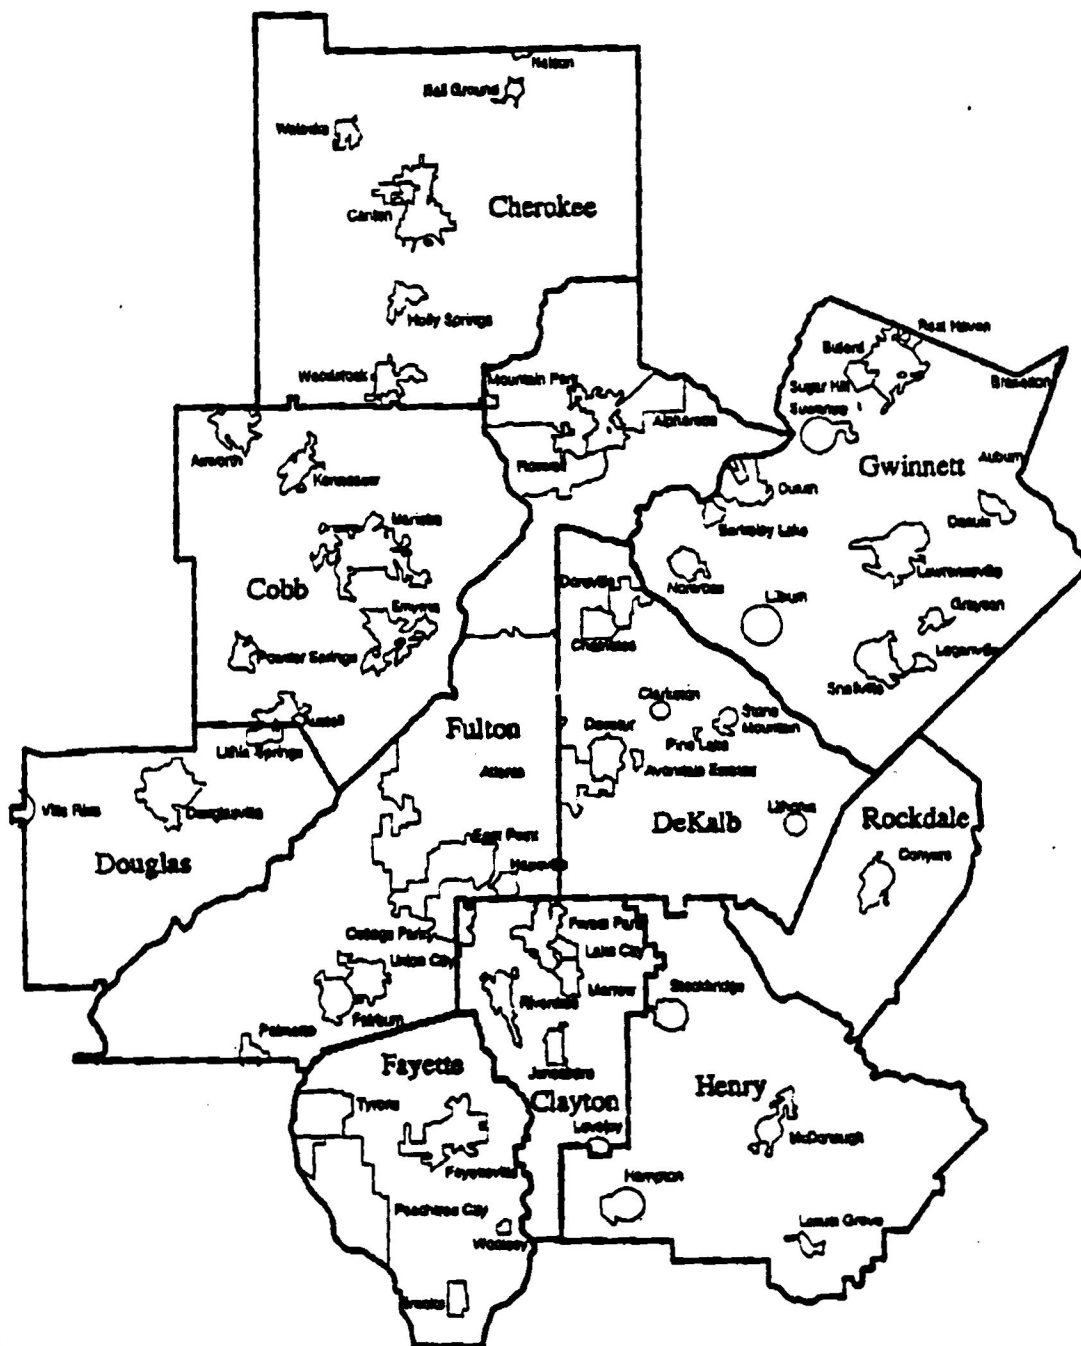 Nelson
Ball Ground
Waleska
Canton
Cherokee
Holly Springs
Woodstock
Mountain Park
Rest Haven
Buford
Braselton
Sugar Hill
Suwanee
Alpharetta
Roswell
Acworth
Kennesaw
Gwinnett
Auburn
Duluth
Dacula
Berkeley Lake
Marietta
Cobb
Lawrenceville
Norcross
Doraville
Lilburn
Grayson
Smyrna
Chamblee
Powder Springs
Loganville
Snellville
Clarkston
Stone
Mountain
Austell
Lithia Springs
Fulton
Decatur
Pine Lake
Avondale Estates
Atlanta
Villa Rica
Douglasville
Lithonia
DeKalb
Rockdale
East Point
Conyers
Douglas
Hapeville
College Park
Forest Park
Lake City
Union City
Morrow
Stockbridge
Riverdale
Fairburn
Palmetto
Fayette
Jonesboro
Henry
Tyrone
Clayton
Lovejoy
McDonough
Fayetteville
Hampton
Peachtree City
Woolsey
Locust Grove
Brooks